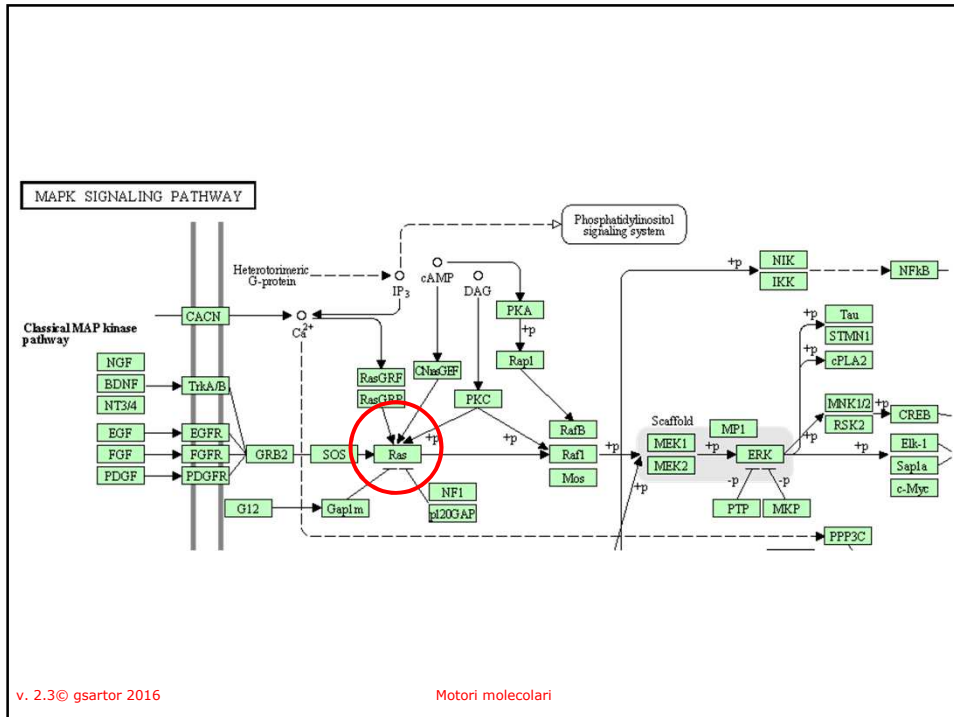 MAPK SIGNALING PATHWAY
Phosphatidylinositol
signaling system
Heterotorimeric
G-protein
IP3
cAMP
DAG
+p
NIK
IKK
NFkB
Classical MAP kinase
pathway
CACN
Ca2+
PKA
+p
Rap1
Tau
STMN1
+p
cPLA2
+p
NGF
BDNF
NT3/4
TrkA/B
RasGRF
RasGRP
CNrasGEF
PKC
MNK1/2
RSK2
+p
CREB
EGF
FGF
PDGF
EGFR
FGFR
PDGFR
GRB2
SOS
Ras
+p
+p
RafB
Raf1
Mos
+p
Scaffold
MEK1
MEK2
+p
MP1
+p
ERK
+p
+p
Elk-1
Sap1a
c-Myc
G12
Gap1m
NF1
p120GAP
-p
-p
PTP
MKP
PPP3C
v. 2.3© gsartor 2016
Motori molecolari